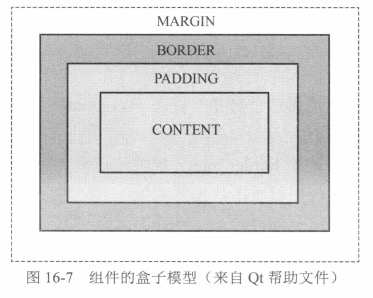 MARGIN
BORDER
PADDING
CONTENT
图 16-7 组件的盒子模型（来自 Qt 帮助文件）